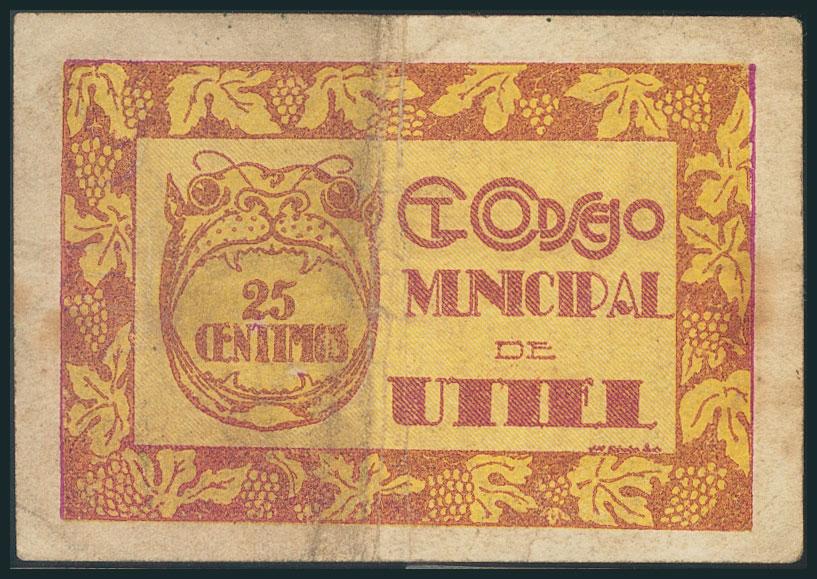 25
CENTIMOS
El Consejo
MUNICIPAL
DE
UTIEL